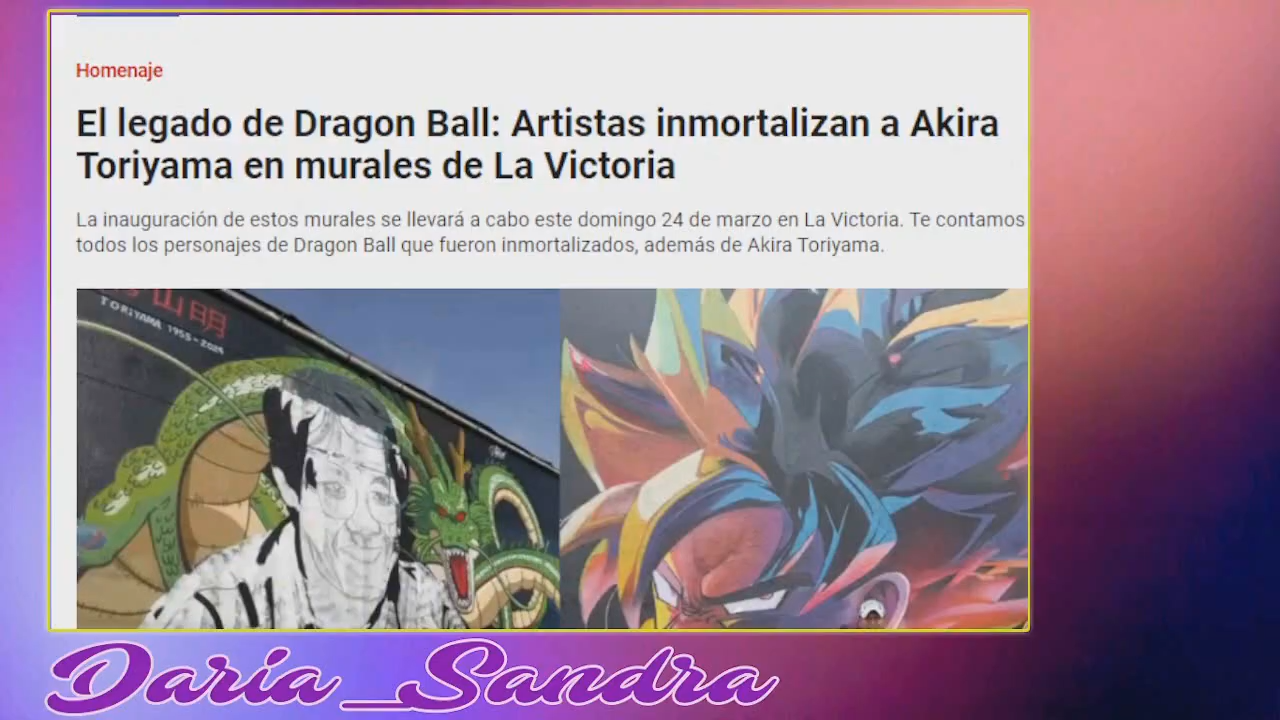 Homenaje
El legado de Dragon Ball: Artistas inmortalizan a Akira
Toriyama en murales de La Victoria
La inauguración de estos murales se llevará a cabo este domingo 24 de marzo en La Victoria. Te contamos
todos los personajes de Dragon Ball que fueron inmortalizados, además de Akira Toriyama.
山明
TORIYAMA 1955-2024
Daria_Sandra